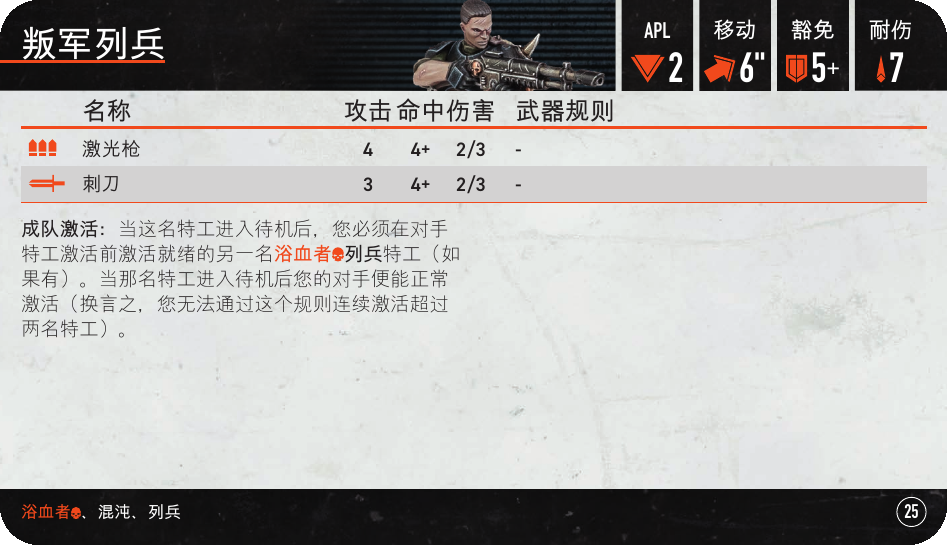 叛军列兵
APL 移动 豁免 耐伤
2 6" 5+ 7
名称 攻击 命中 伤害 武器规则
激光枪 4 4+ 2/3 -
刺刀 3 4+ 2/3 -
成队激活：当这名特工进入待机后，您必须在对手
特工激活前激活就绪的另一名浴血者列兵特工（如
果有）。当那名特工进入待机后您的对手便能正常
激活（换言之，您无法通过这个规则连续激活超过
两名特工）。
浴血者、混沌、列兵
25